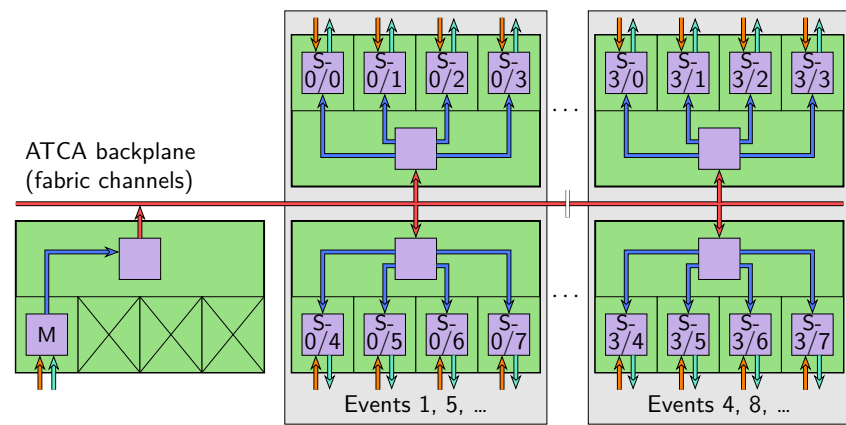 S-
0/0
S-
0/1
S-
0/2
S-
0/3
S-
3/0
S-
3/1
S-
3/2
S-
3/3
...
ATCA backplane
(fabric channels)
...
M
S-
0/4
S-
0/5
S-
0/6
S-
0/7
S-
3/4
S-
3/5
S-
3/6
S-
3/7
Events 1, 5, ...
Events 4, 8, ...